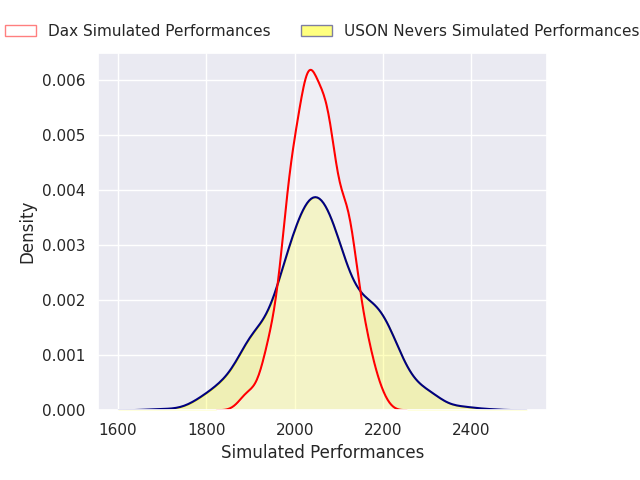 Dax Simulated Performances USON Nevers Simulated Performances
0.006
0.005
0.004
0.003
0.002
0.001
0.000
Density
1600 1800 2000 2200 2400
Simulated Performances